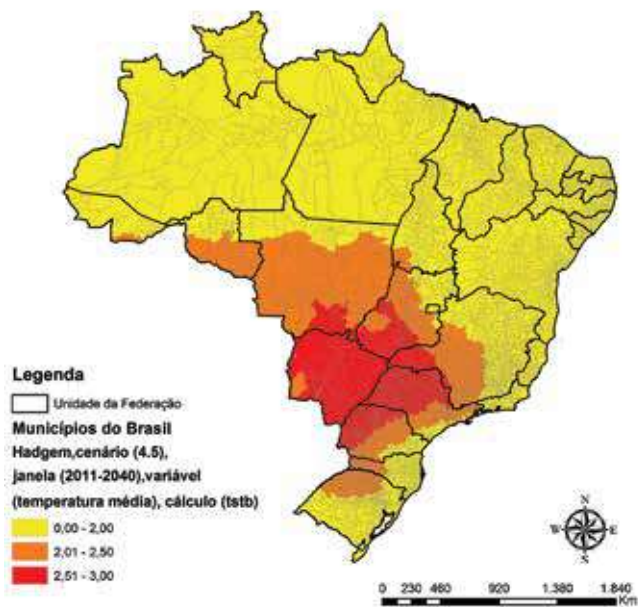 Legenda
Unidade da Federação
Municípios do Brasil
Hadgem,cenário (4.5),
janela (2011-2040),variável
(temperatura média), cálculo (tstb)
0,00 - 2,00
2,01 - 2,50
2,51 - 3,00
N
W E
S
0 230 460 920 1.380 1.840
Km